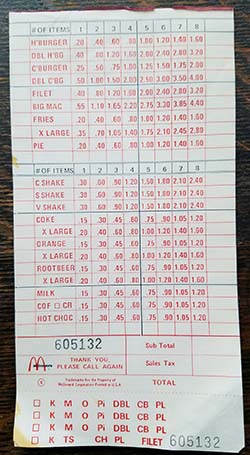 # OF ITEMS 1 2 3 4 5 6 7 8
H'BURGER .20 .40 .60 .80 1.00 1.20 1.40 1.60
DBL H'BG .40 .80 1.20 1.60 2.00 2.40 2.80 3.20
C'BURGER .25 .50 .75 1.00 1.25 1.50 1.75 2.00
DBL C'BG .50 1.00 1.50 2.00 2.50 3.00 3.50 4.00
FILET .40 .80 1.20 1.60 2.00 2.40 2.80 3.20
BIG MAC .55 1.10 1.65 2.20 2.75 3.30 3.85 4.40
FRIES .20 .40 .60 .80 1.00 1.20 1.40 1.60
X LARGE .35 .70 1.05 1.40 1.75 2.10 2.45 2.80
PIE .20 .40 .60 .80 1.00 1.20 1.40 1.60
# OF ITEMS 1 2 3 4 5 6 7 8
C SHAKE .30 .60 .90 1.20 1.50 1.80 2.10 2.40
S SHAKE .30 .60 .90 1.20 1.50 1.80 2.10 2.40
V SHAKE .30 .60 .90 1.20 1.50 1.80 2.10 2.40
COKE .15 .30 .45 .60 .75 .90 1.05 1.20
X LARGE .20 .40 .60 .80 1.00 1.20 1.40 1.60
ORANGE .15 .30 .45 .60 .75 .90 1.05 1.20
X LARGE .20 .40 .60 .80 1.00 1.20 1.40 1.60
ROOTBEER .15 .30 .45 .60 .75 .90 1.05 1.20
X LARGE .20 .40 .60 .80 1.00 1.20 1.40 1.60
MILK .15 .30 .45 .60 .75 .90 1.05 1.20
COF CR .15 .30 .45 .60 .75 .90 1.05 1.20
HOT CHOC .15 .30 .45 .60 .75 .90 1.05 1.20
605132 Sub Total
THANK YOU
PLEASE CALL AGAIN Sales Tax
Trademarks the Property of
McDonald Corporation Printed in U.S.A. TOTAL
K M O Pi DBL CB PL
K M O Pi DBL CB PL
K M O Pi DBL CB PL
K TS CH PL FILET 605132